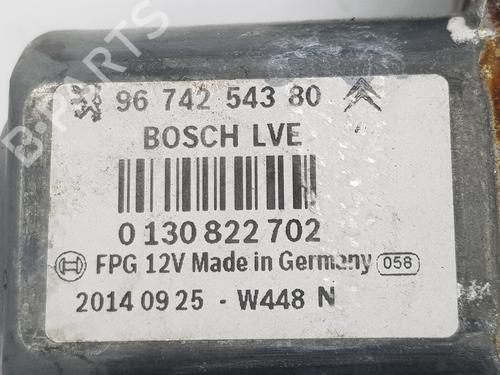 96 742 543 80
BOSCH LVE
0 130 822 702
FPG 12V Made in Germany 058
2014 09 25 - W448 N
B-PARTS